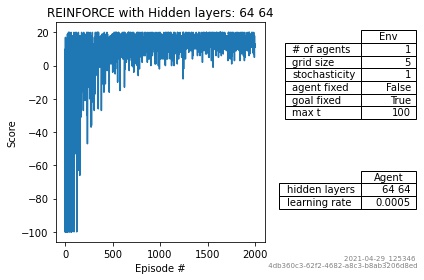 REINFORCE with Hidden layers: 64 64
20
0
−20
−40
−60
−80
−100
Score
0
500
1000
1500
2000
Episode #
Env
# of agents 1
grid size 5
stochasticity 1
agent fixed False
goal fixed True
max t 100
Agent
hidden layers 64 64
learning rate 0.0005
2021-04-29_125346
4db360c3-62f2-4682-a8c3-b8ab3206d8ed